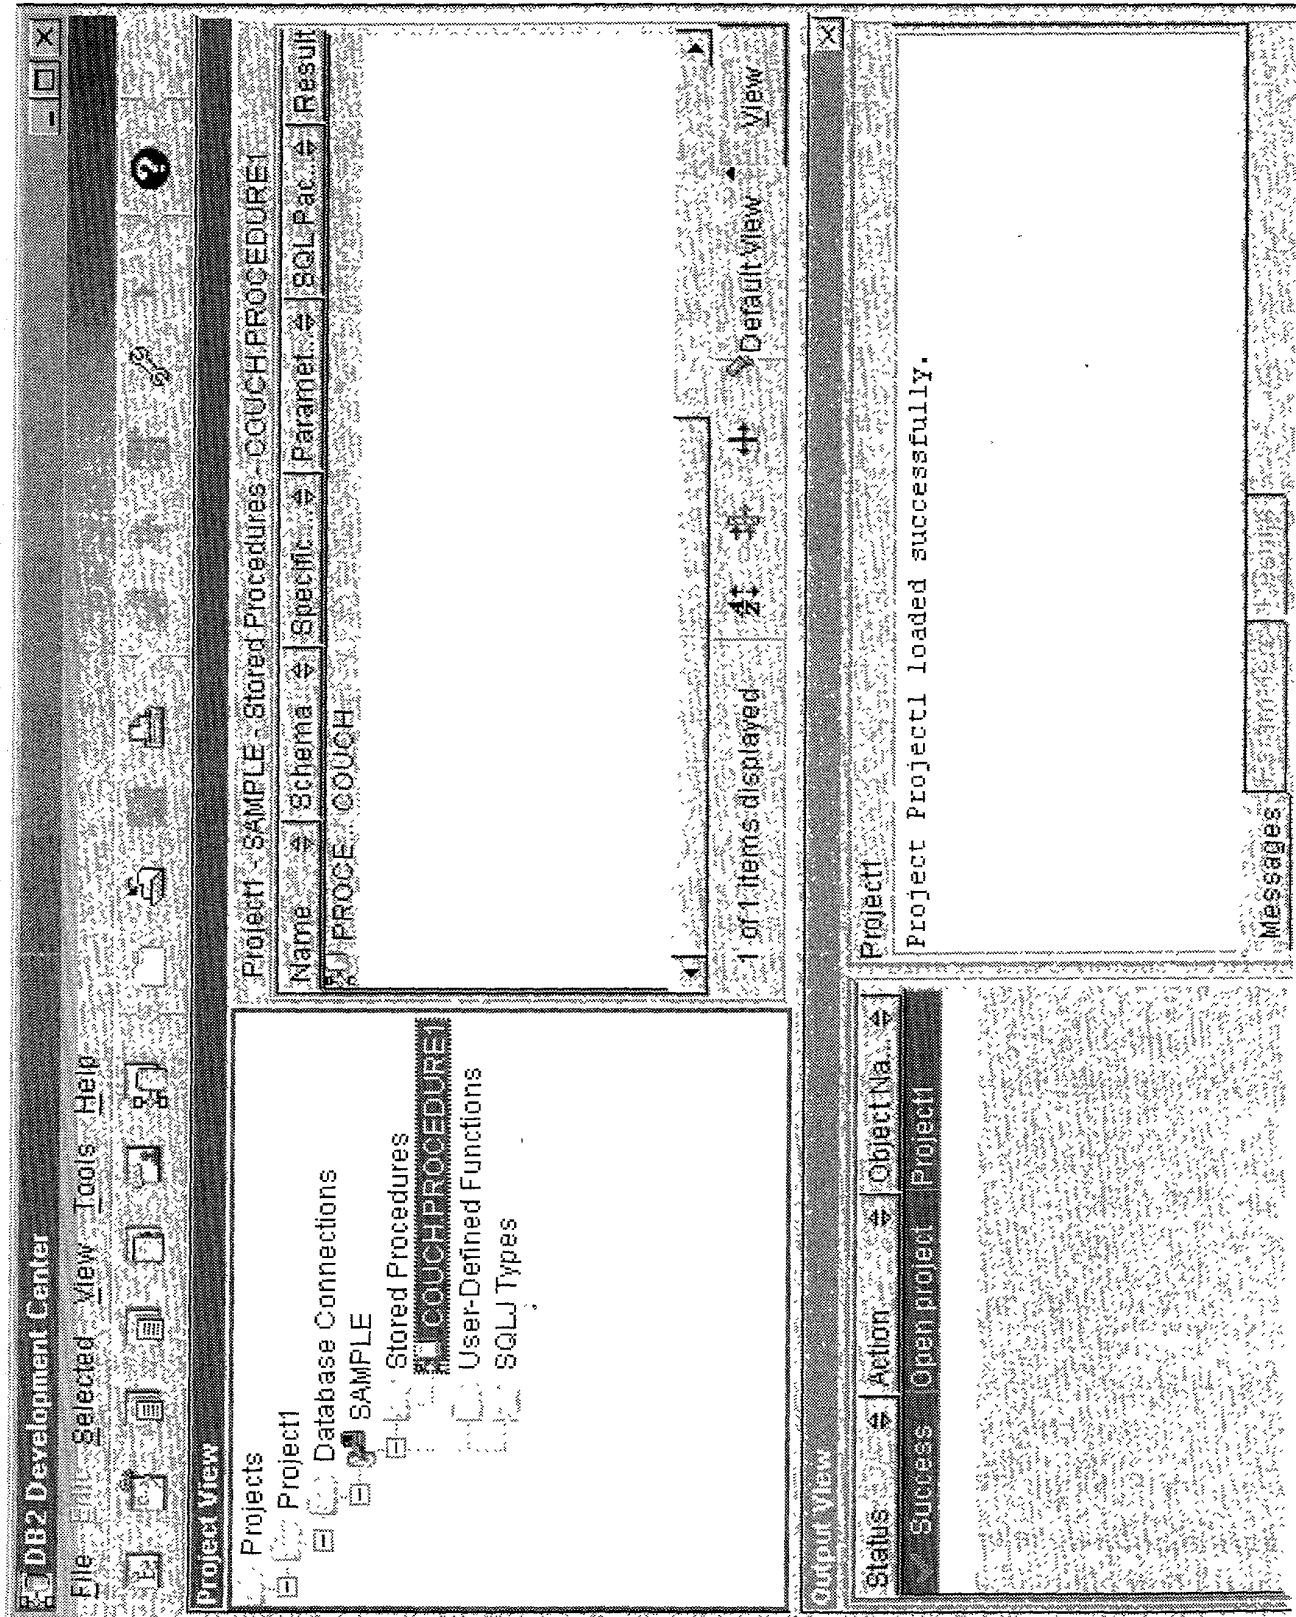 DB2 Development Center
File Edit Selected View Tools Help
Project View
Projects
Project1
Database Connections
SAMPLE
Stored Procedures
COUCH.PROCEDURE1
User-Defined Functions
SQLJ Types
Project1 - SAMPLE - Stored Procedures - COUCH.PROCEDURE1
Name Schema Specific ... Paramet... SQL Pac... Result
PROCE... COUCH
1 of 1 items displayed
Default View View
Output View
Status Action Object Na...
Success Open project Project1
Project1
Project Project1 loaded successfully.
Messages Parameters Results